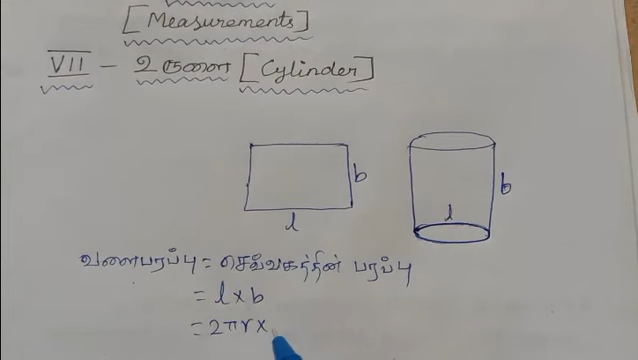 [Measurements]
VII - உருளை [Cylinder]
b
l
b
l
வளைபரப்பு = செவ்வகத்தின் பரப்பு
= l x b
= 2πr x